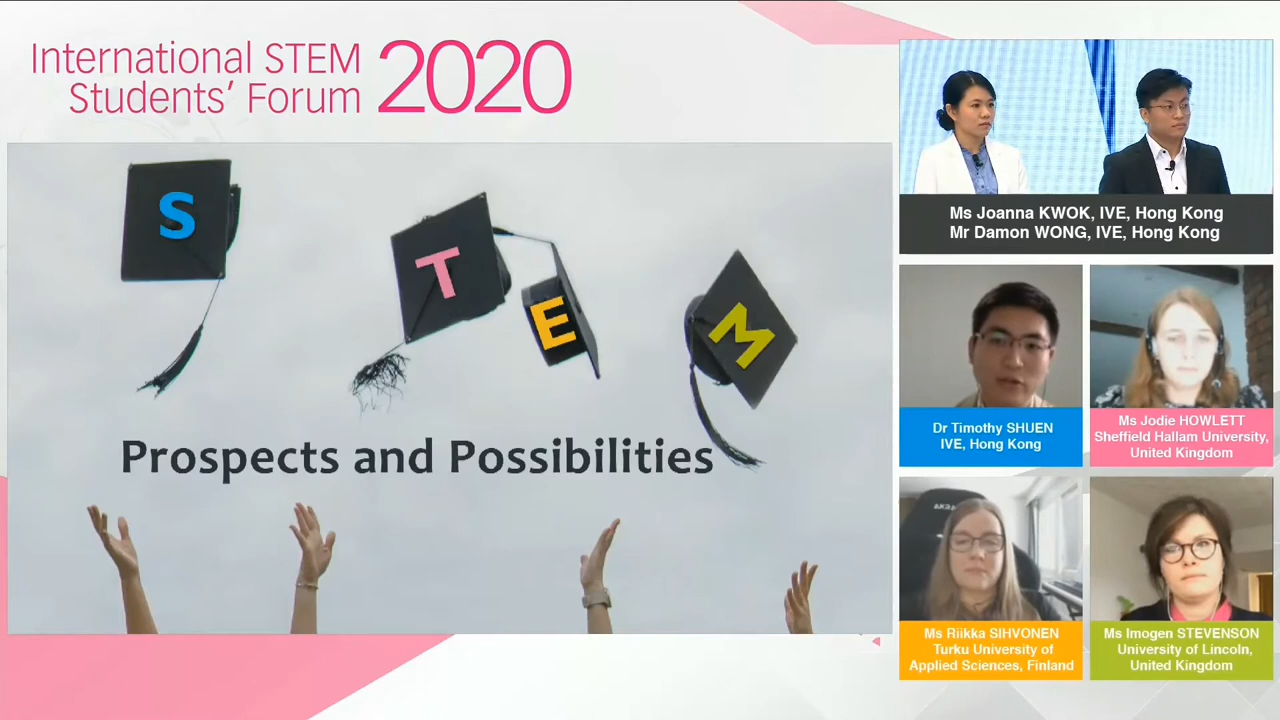 International STEM
Students' Forum
2020
S
T
E
M
Prospects and Possibilities
Ms Joanna KWOK, IVE, Hong Kong
Mr Damon WONG, IVE, Hong Kong
Dr Timothy SHUEN
IVE, Hong Kong
Ms Jodie HOWLETT
Sheffield Hallam University,
United Kingdom
Ms Riikka SIHVONEN
Turku University of
Applied Sciences, Finland
Ms Imogen STEVENSON
University of Lincoln,
United Kingdom